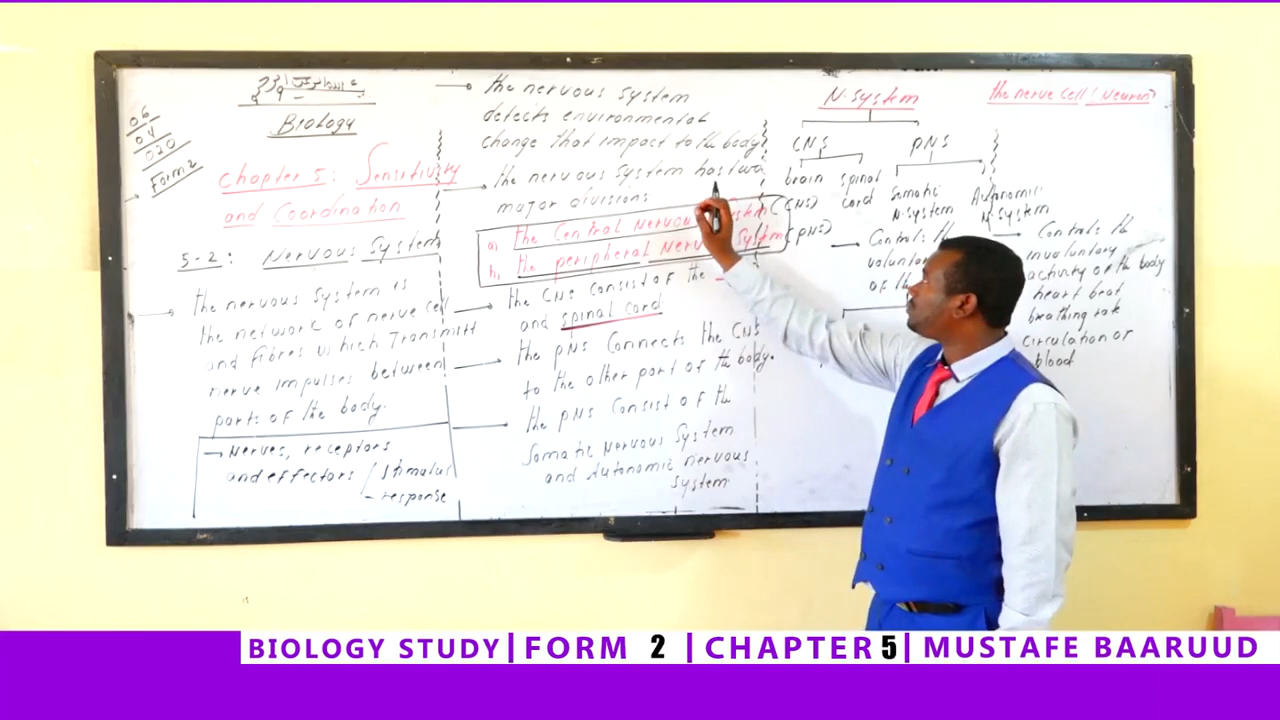 06
04
020
Form 2
Biology
Chapter 5: Sensitivity
and Coordination
5-2: Nervous System
→ the nervous system is
the network of nerve cell
and fibres which Transmitt
nerve impulses between
parts of the body.
→ Nerves, receptors
and effectors / stimulus
- response
→ the nervous system
detects environmental
change that impact to the body
→ the nervous system has two
major divisions
a) the Central Nervous System (CNS)
b, the peripheral Nervous System (PNS)
→ the CNS consist of the
and spinal cord
→ the PNS Connects the CNS
to the other part of the body.
→ the PNS Consist of the
Somatic Nervous System
and Autonomic nervous
system
N-System
CNS PNS
brain spinal
cord
Somatic
N-System
Autonomic
N-System
→ Controls the
voluntary
→ Controls the
involuntary
activity of the body
heart beat
breathing rate
circulation of
blood
the nerve cell (Neuron)
BIOLOGY STUDY | FORM 2 | CHAPTER 5 | MUSTAFE BAARUUD